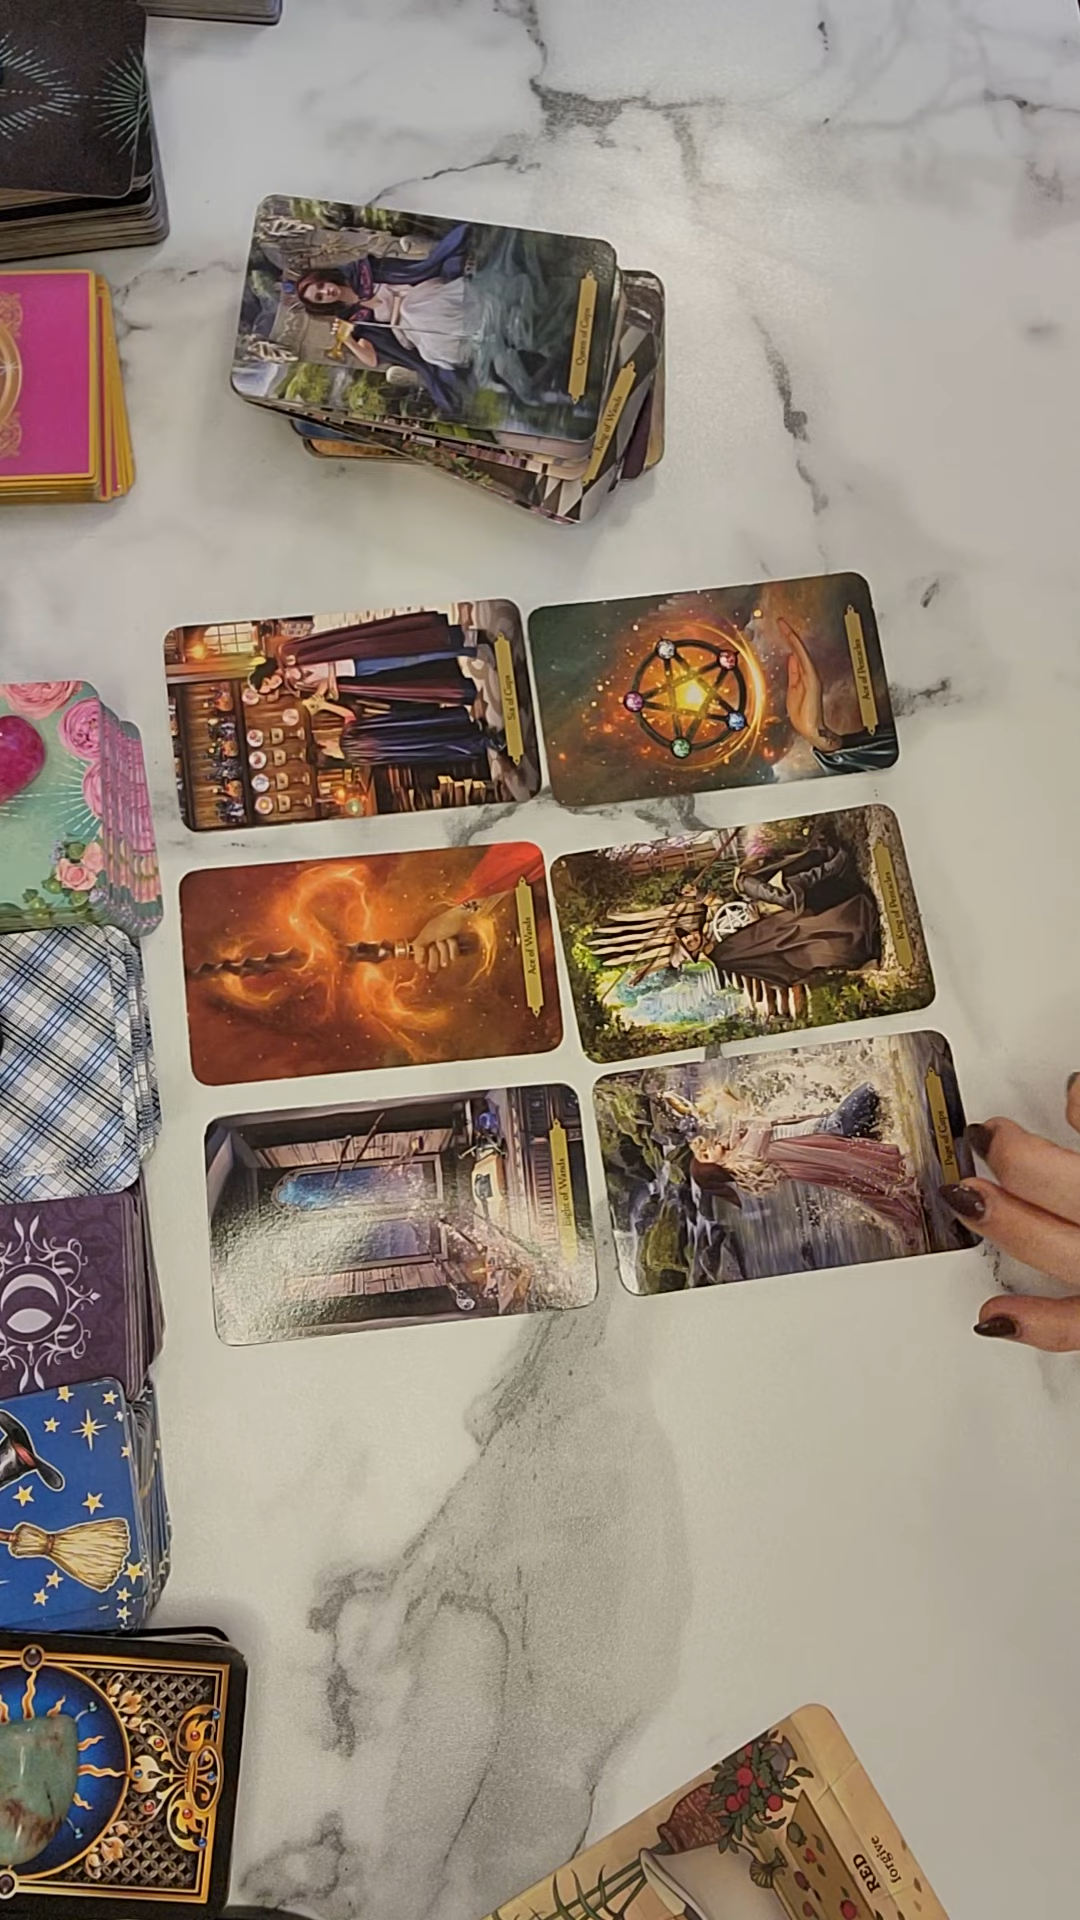 Queen of Cups
King of Wands
Six of Cups
Ace of Pentacles
Ace of Wands
King of Pentacles
Eight of Wands
Page of Cups
RED
forgive